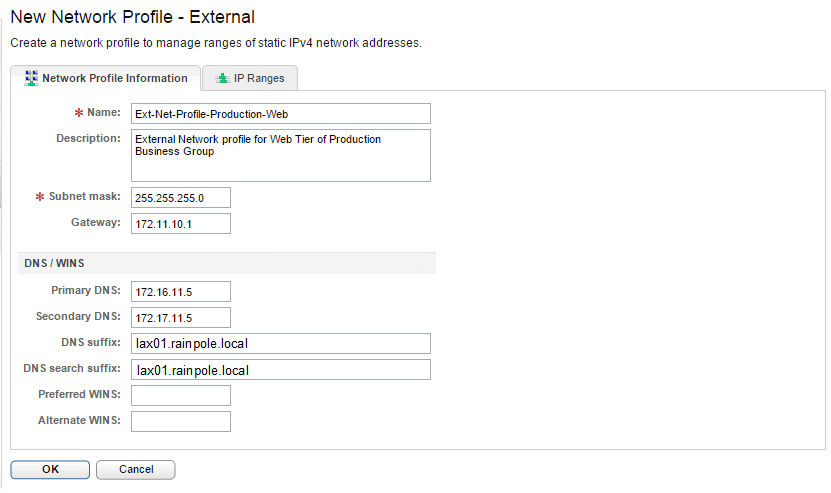 New Network Profile - External
Create a network profile to manage ranges of static IPv4 network addresses.
Network Profile Information IP Ranges
* Name: Ext-Net-Profile-Production-Web
Description: External Network profile for Web Tier of Production
Business Group
* Subnet mask: 255.255.255.0
Gateway: 172.11.10.1
DNS / WINS
Primary DNS: 172.16.11.5
Secondary DNS: 172.17.11.5
DNS suffix: lax01.rainpole.local
DNS search suffix: lax01.rainpole.local
Preferred WINS:
Alternate WINS:
OK Cancel